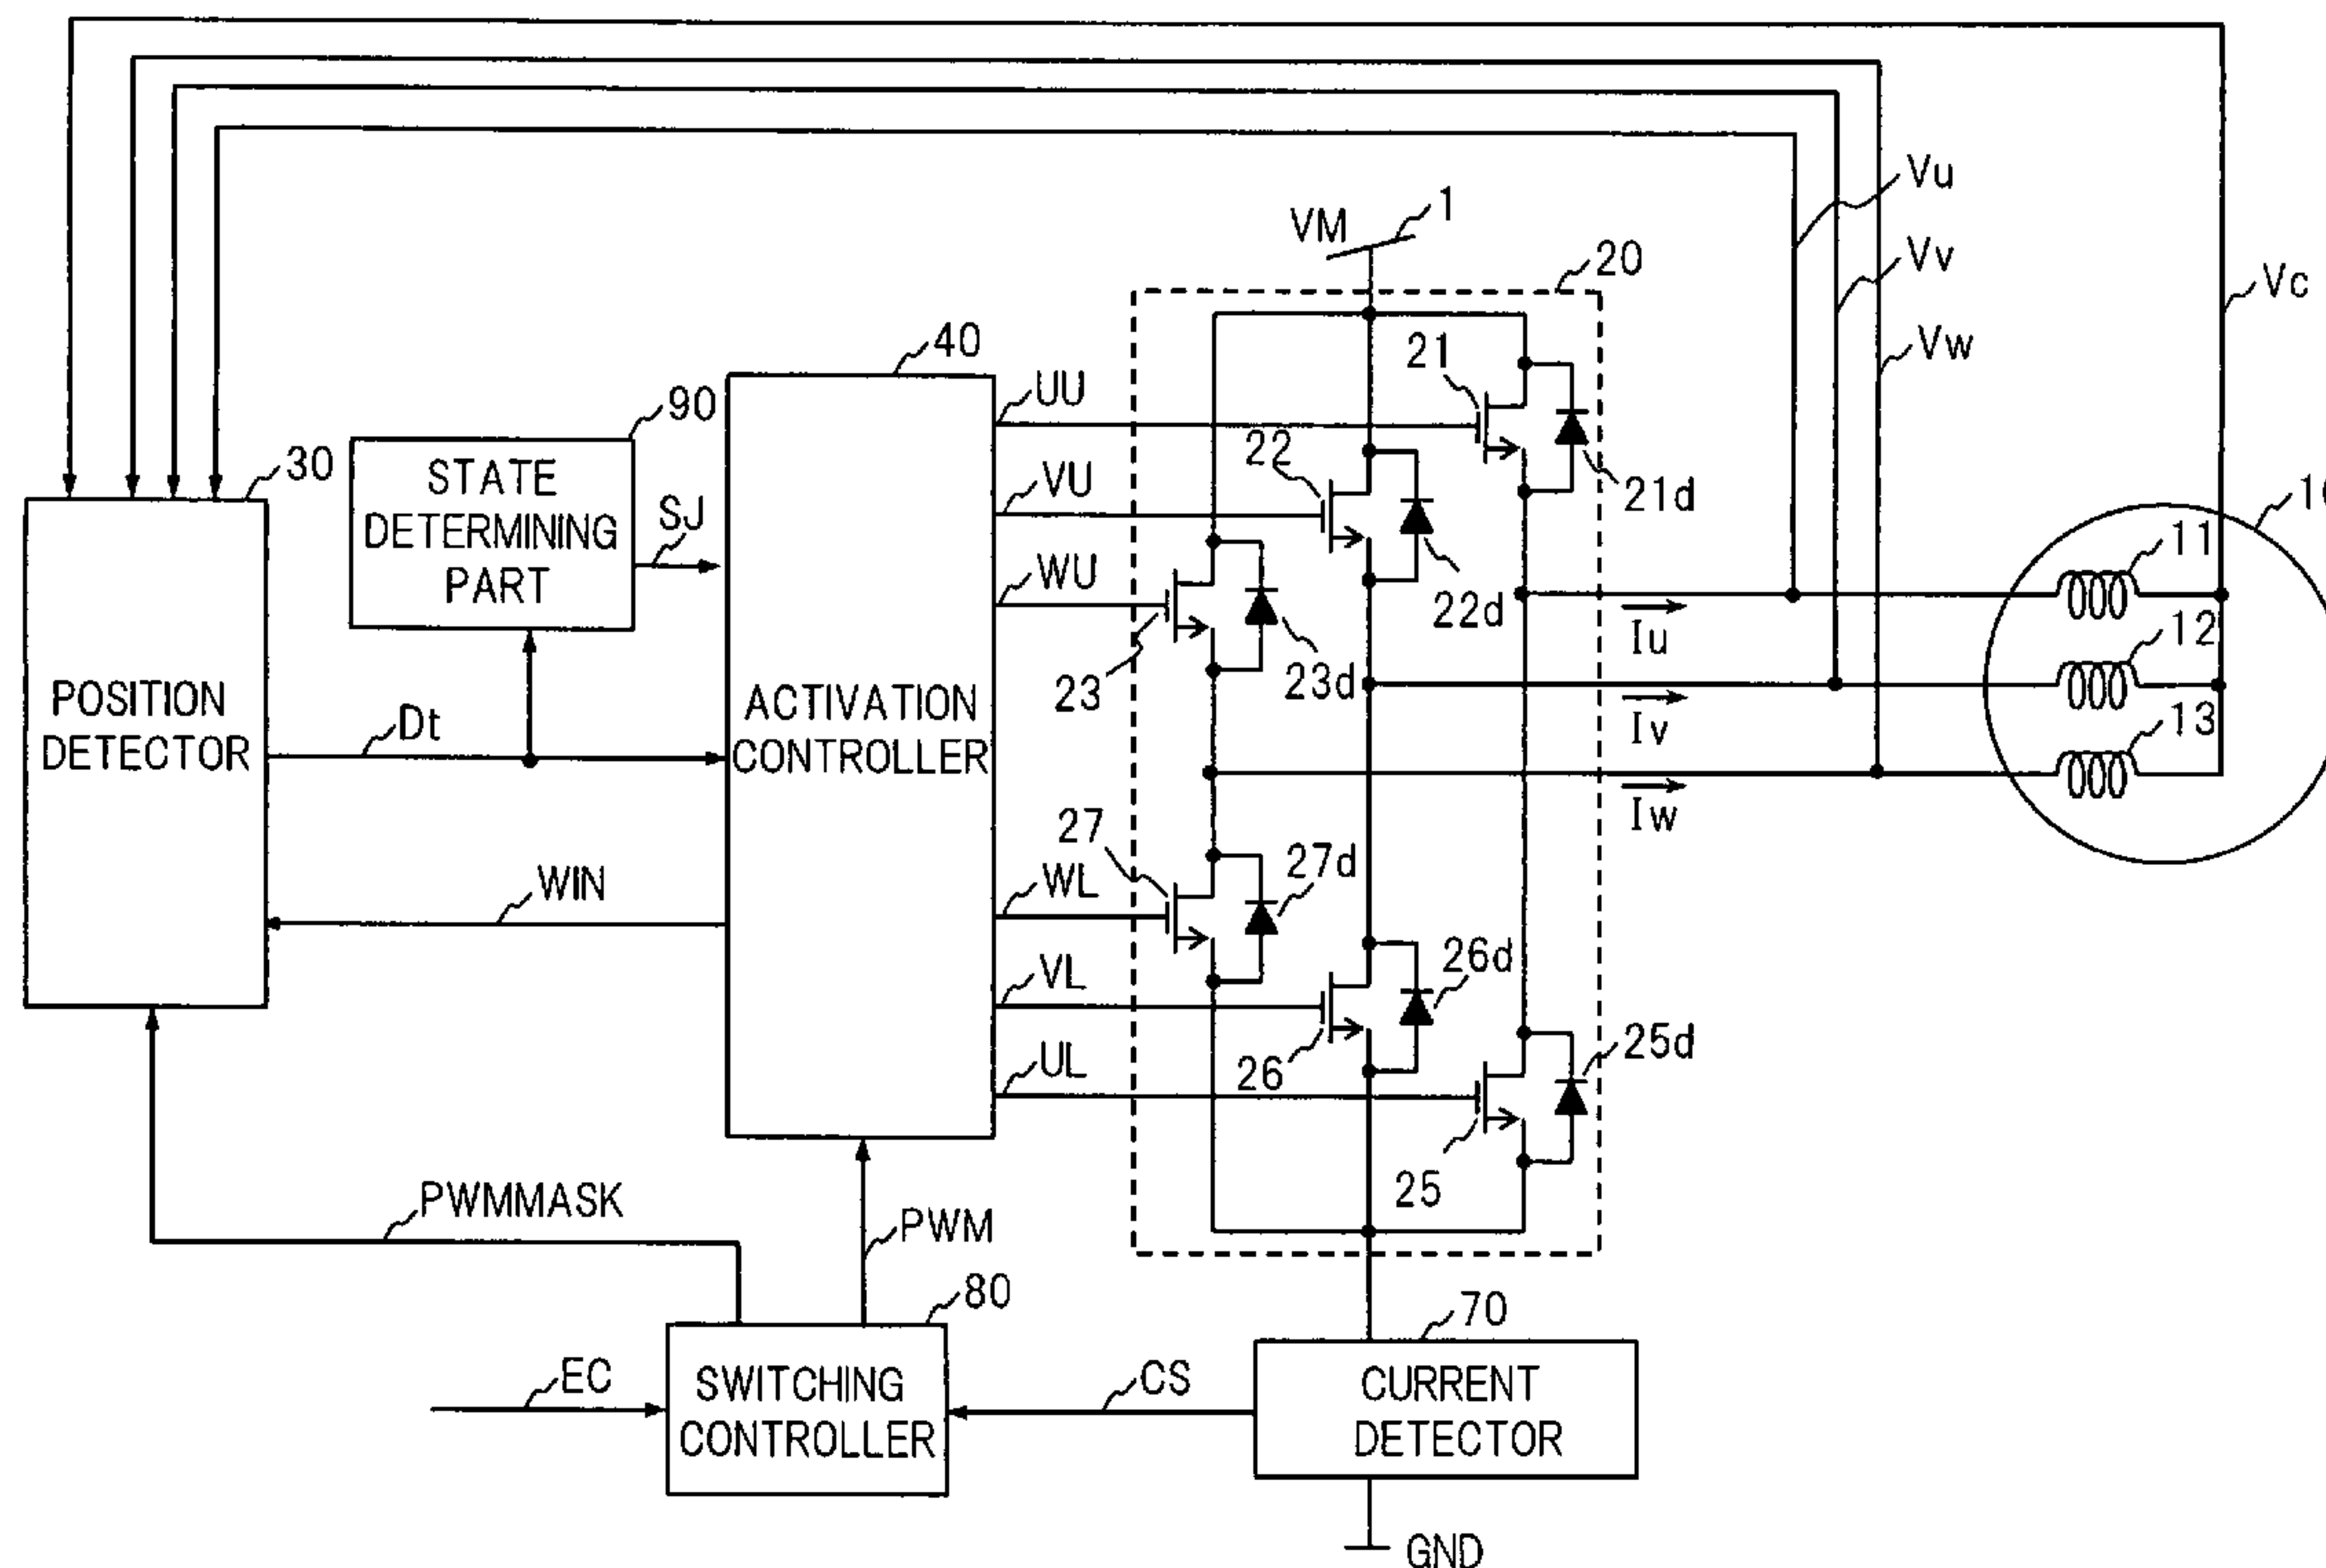 Vu
1
VM
20
Vv
Vc
40
21
Vw
90
UU
30
STATE
DETERMINING
PART
22
VU
SJ
21d
11
WU
22d
Iu
12
23
23d
POSITION
DETECTOR
Dt
ACTIVATION
CONTROLLER
Iv
13
27
Iw
WIN
WL
27d
26d
VL
25d
UL
26
25
PWMMASK
PWM
80
70
EC
SWITCHING
CONTROLLER
CS
CURRENT
DETECTOR
GND